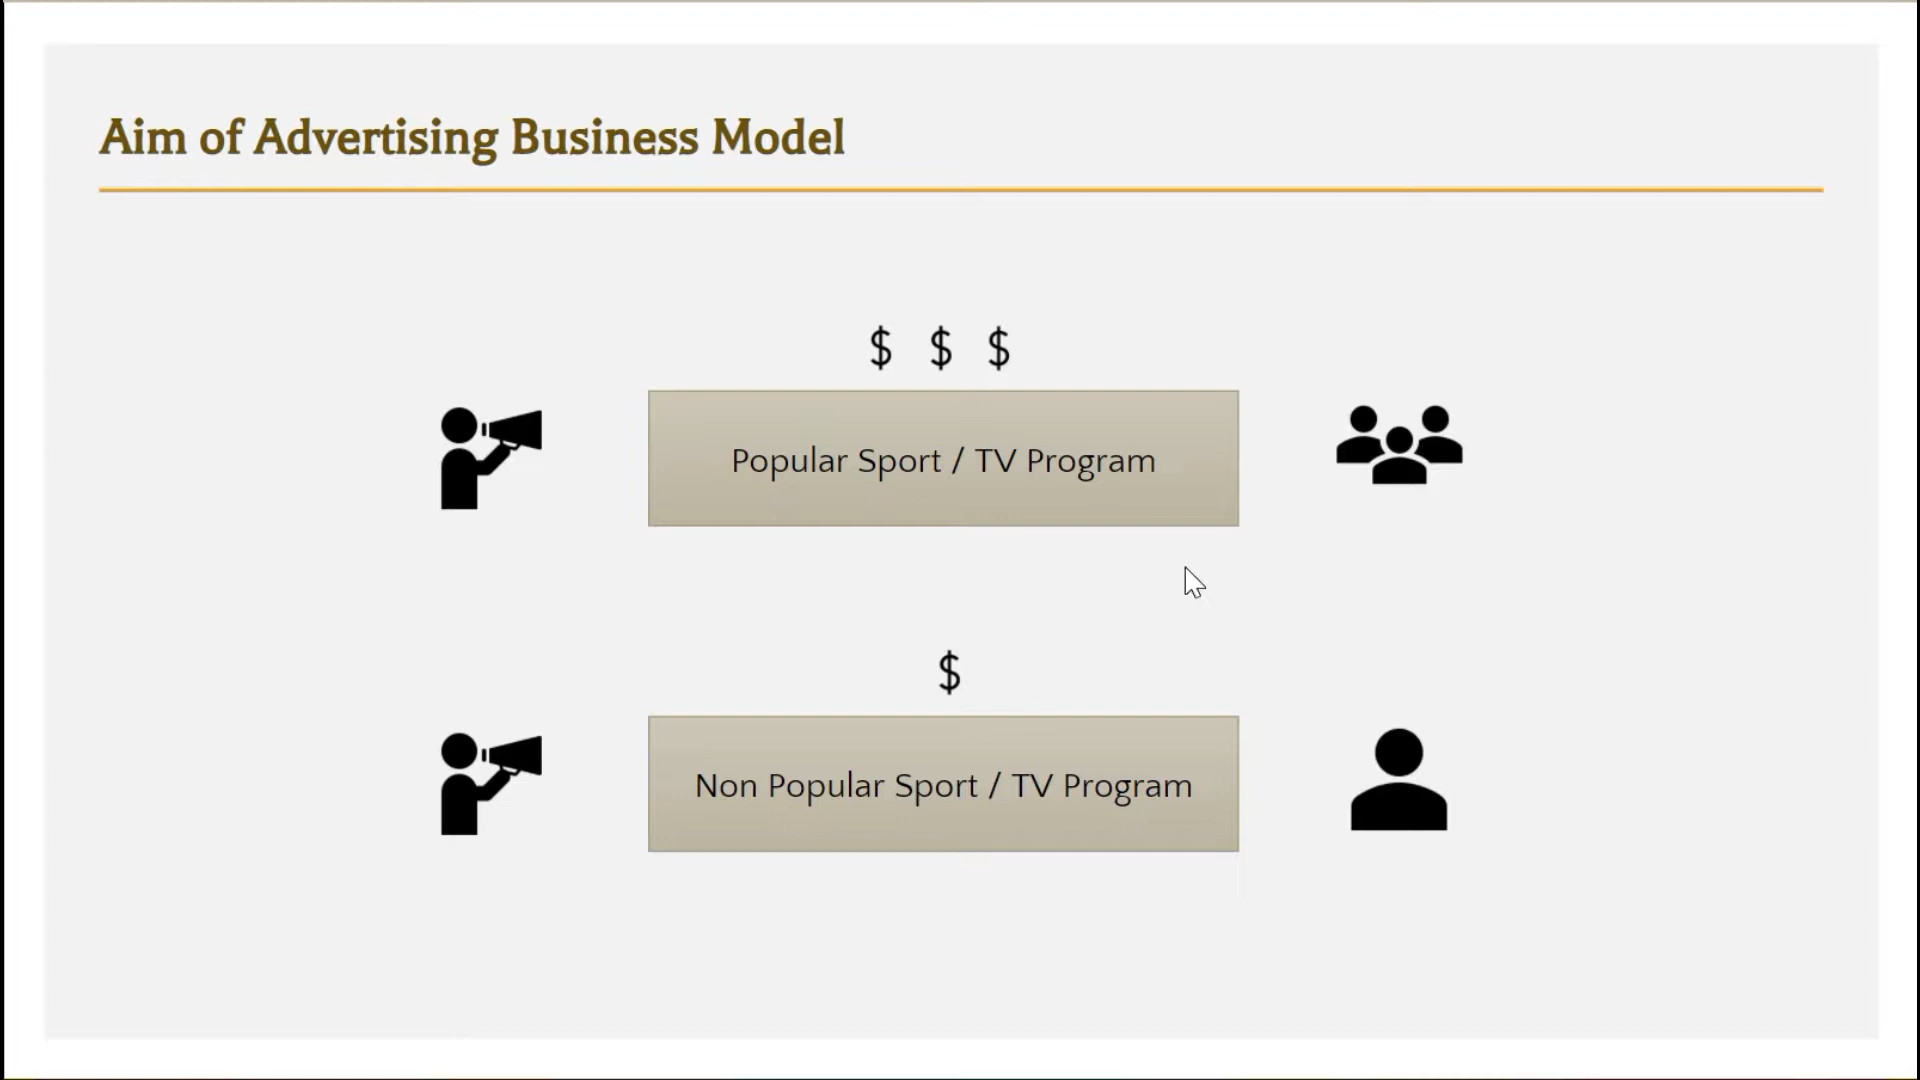 Aim of Advertising Business Model
$ $ $
Popular Sport / TV Program
$
Non Popular Sport / TV Program